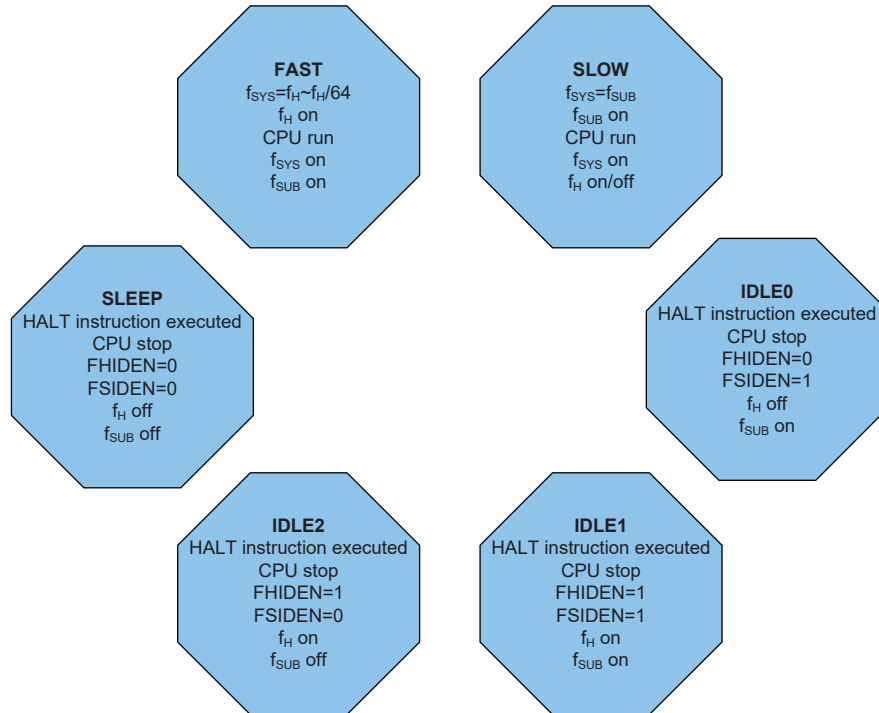 FAST
fSYS=fH~fH/64
fH on
CPU run
fSYS on
fSUB on
SLOW
fSYS=fSUB
fSUB on
CPU run
fSYS on
fH on/off
SLEEP
HALT instruction executed
CPU stop
FHIDEN=0
FSIDEN=0
fH off
fSUB off
IDLE0
HALT instruction executed
CPU stop
FHIDEN=0
FSIDEN=1
fH off
fSUB on
IDLE2
HALT instruction executed
CPU stop
FHIDEN=1
FSIDEN=0
fH on
fSUB off
IDLE1
HALT instruction executed
CPU stop
FHIDEN=1
FSIDEN=1
fH on
fSUB on